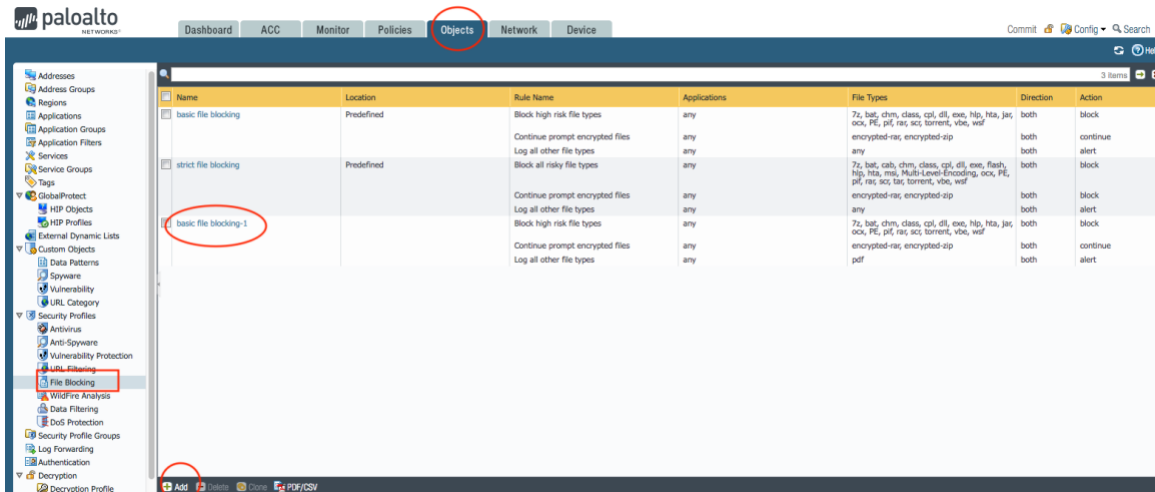 paloalto
NETWORKS
Dashboard ACC Monitor Policies Objects Network Device
Commit Config Search
Addresses
Address Groups
Regions
Applications
Application Groups
Application Filters
Services
Service Groups
Tags
GlobalProtect
HIP Objects
HIP Profiles
External Dynamic Lists
Custom Objects
Data Patterns
Spyware
Vulnerability
URL Category
Security Profiles
Antivirus
Anti-Spyware
Vulnerability Protection
URL Filtering
File Blocking
WildFire Analysis
Data Filtering
DoS Protection
Security Profile Groups
Log Forwarding
Authentication
Decryption
Decryption Profile
3 items
Name Location Rule Name Applications File Types Direction Action
basic file blocking Predefined Block high risk file types any 7z, bat, chm, class, cpl, dll, exe, hlp, hta, jar, both block
ocx, PE, pif, rar, scr, torrent, vbe, wsf
Continue prompt encrypted files any encrypted-rar, encrypted-zip both continue
Log all other file types any any both alert
strict file blocking Predefined Block all risky file types any 7z, bat, cab, chm, class, cpl, dll, exe, flash, both block
hlp, hta, msi, Multi-Level-Encoding, ocx, PE,
pif, rar, scr, tar, torrent, vbe, wsf
Continue prompt encrypted files any encrypted-rar, encrypted-zip both block
Log all other file types any any both alert
basic file blocking-1 Block high risk file types any 7z, bat, chm, class, cpl, dll, exe, hlp, hta, jar, both block
ocx, PE, pif, rar, scr, torrent, vbe, wsf
Continue prompt encrypted files any encrypted-rar, encrypted-zip both continue
Log all other file types any pdf both alert
Add Delete Clone PDF/CSV